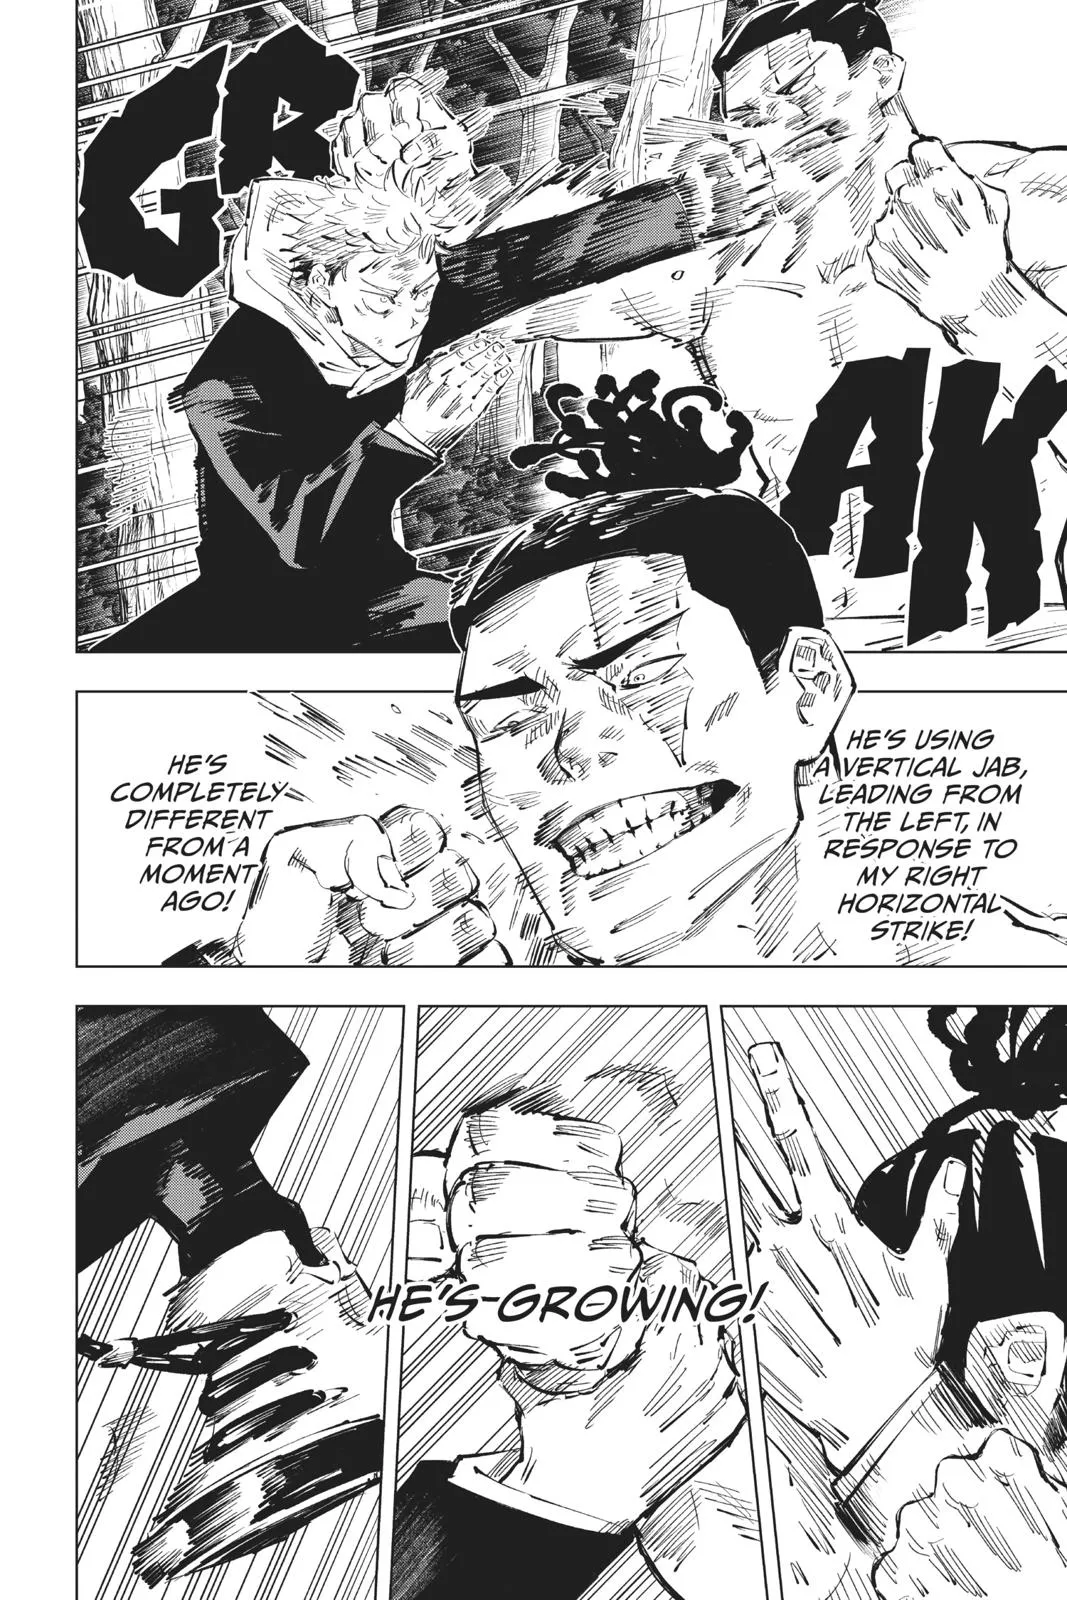 GR
AK
HE'S USING
A VERTICAL JAB,
LEADING FROM
THE LEFT, IN
RESPONSE TO
MY RIGHT
HORIZONTAL
STRIKE!
HE'S
COMPLETELY
DIFFERENT
FROM A
MOMENT
AGO!
HE'S GROWING!